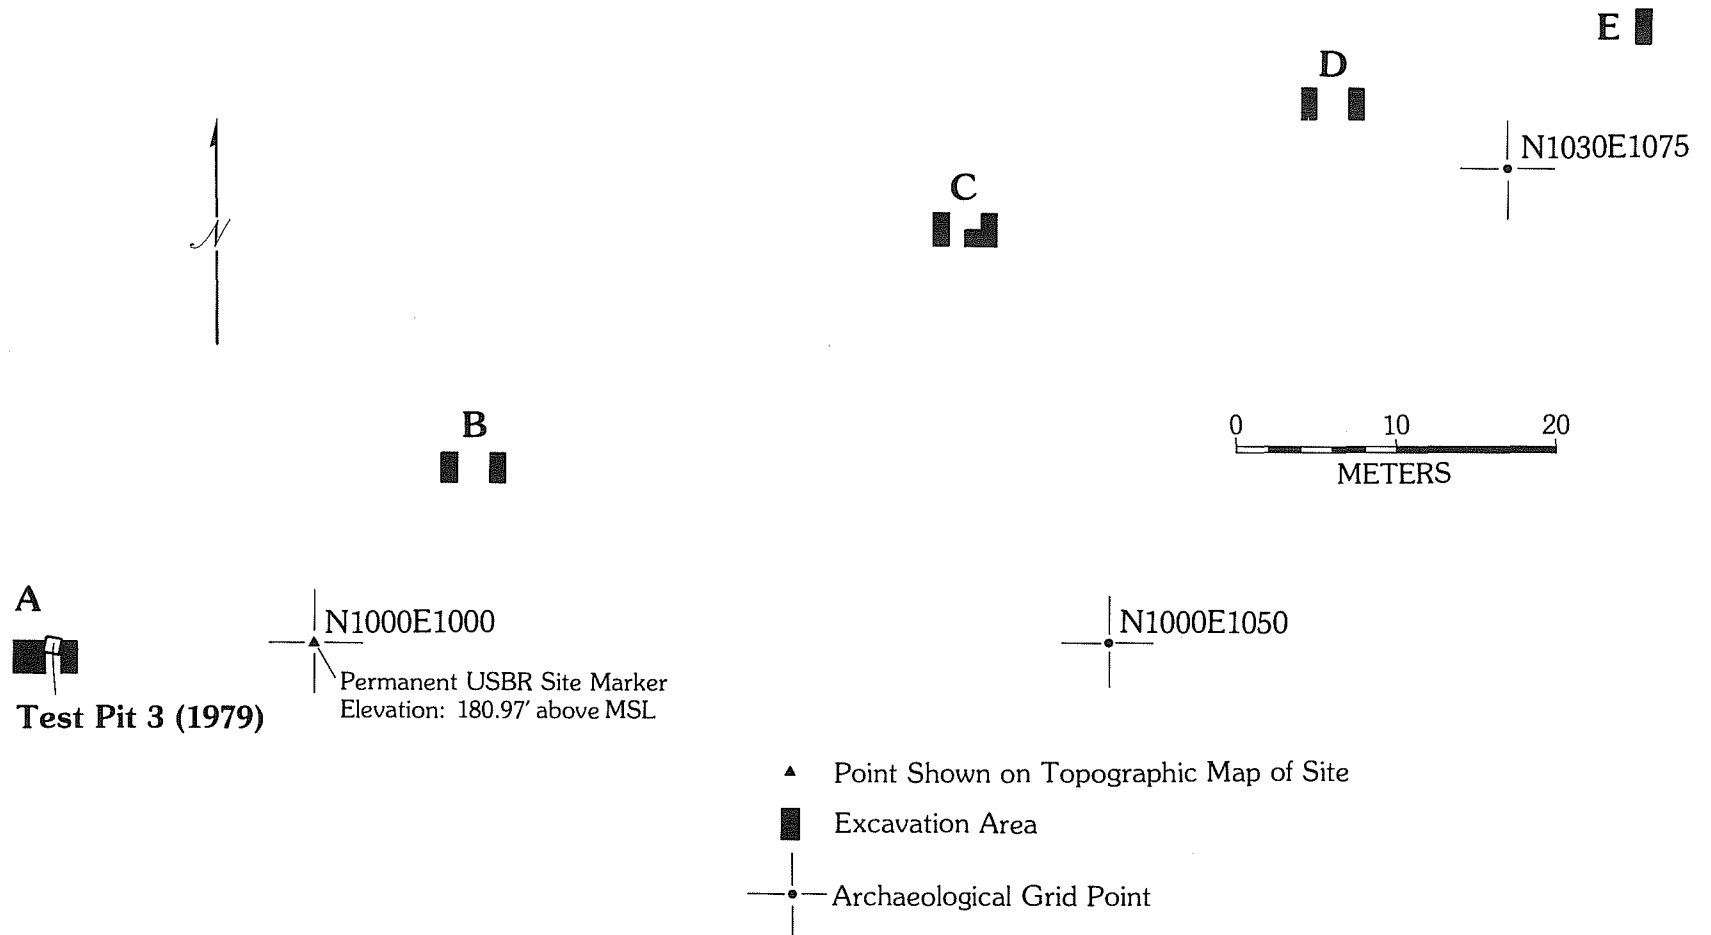 E
D
N1030E1075
C
N
B
0 10 20
METERS
A
N1000E1000
N1000E1050
Permanent USBR Site Marker
Elevation: 180.97' above MSL
Test Pit 3 (1979)
Point Shown on Topographic Map of Site
Excavation Area
Archaeological Grid Point